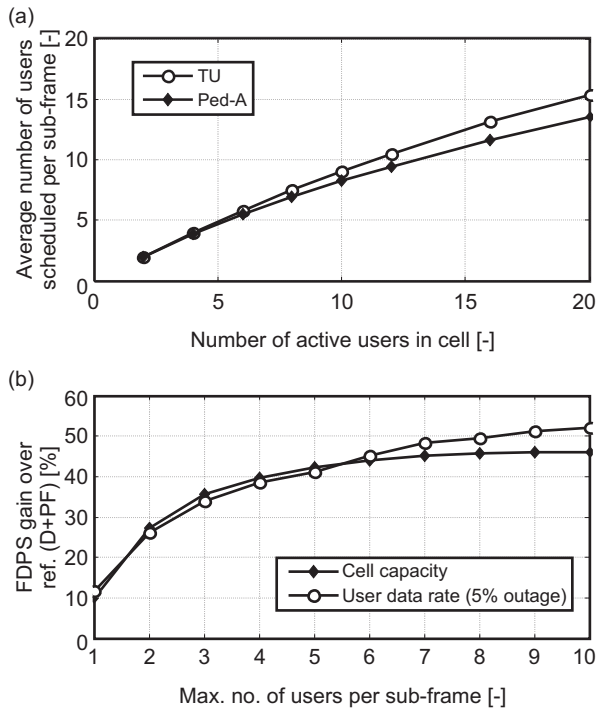 (a)
20
15
10
5
0
Average number of users
scheduled per sub-frame [-]
TU
Ped-A
0 5 10 15 20
Number of active users in cell [-]
(b)
60
50
40
30
20
10
0
FDPS gain over
ref. (D+PF) [%]
Cell capacity
User data rate (5% outage)
1 2 3 4 5 6 7 8 9 10
Max. no. of users per sub-frame [-]